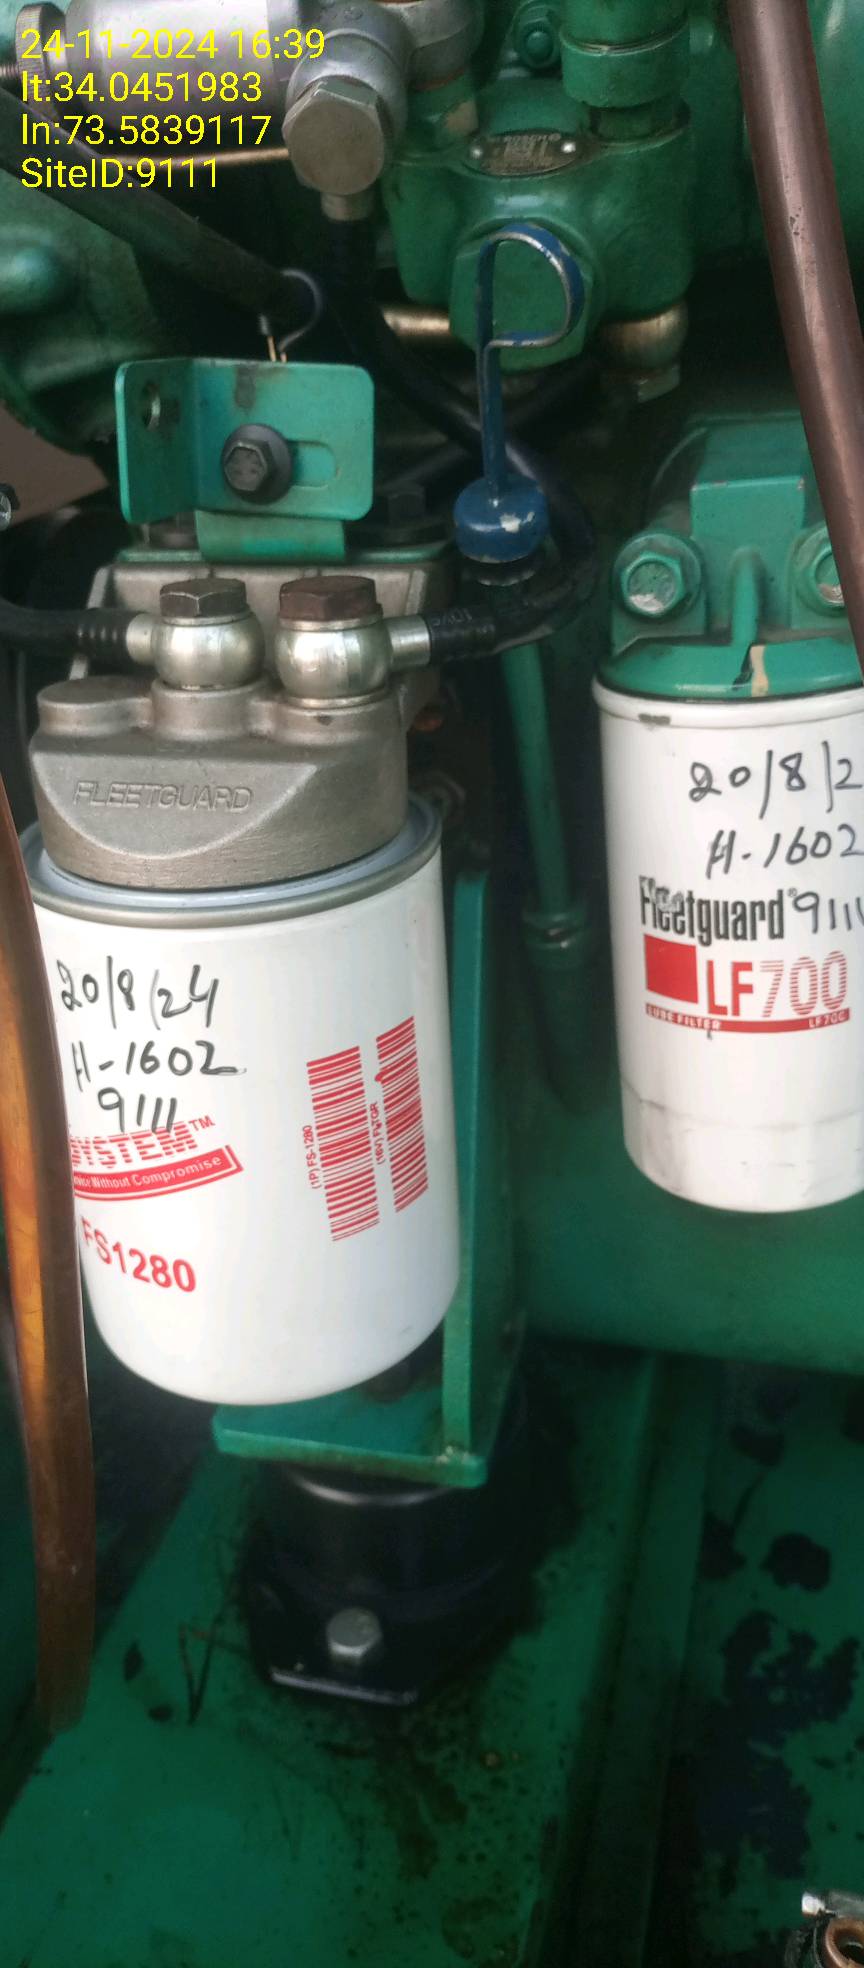 24-11-2024 16:39
lt:34.0451983
ln:73.5839117
SiteID:9111
FLEETGUARD
20/8/24
H-1602
9111
SYSTEM™
Without Compromise
FS1280
(1P) FS-1280
20/8/2
H-1602
Fleetguard® 9111
LF700
LUBE FILTER LF700